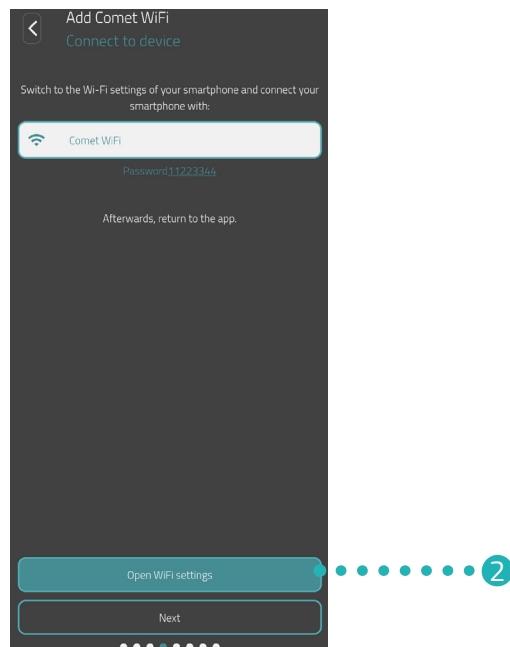 Add Comet WiFi
Connect to device
Switch to the Wi-Fi settings of your smartphone and connect your
smartphone with:
Comet WiFi
Password11223344
Afterwards, return to the app.
Open WiFi settings
2
Next